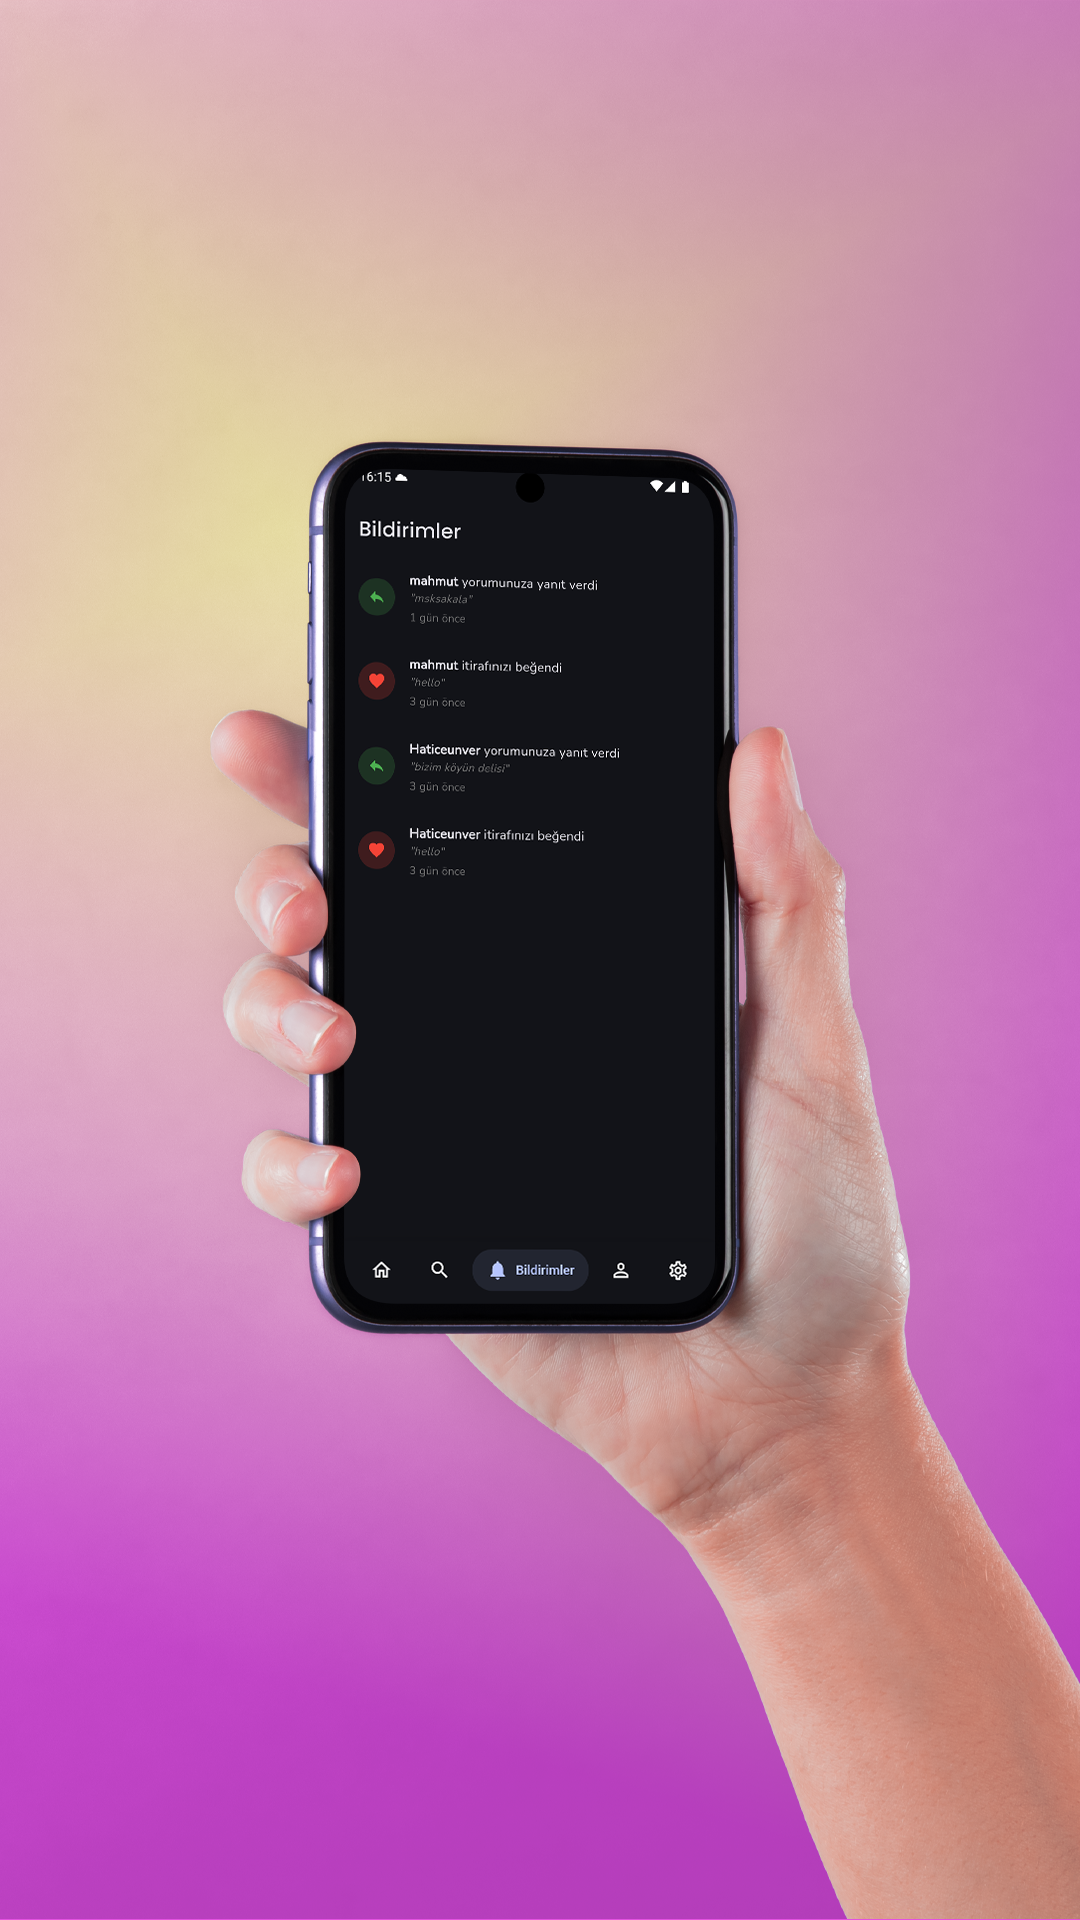 16:15
Bildirimler
mahmut yorumunuza yanıt verdi
"msksakala"
1 gün önce
mahmut itirafınızı beğendi
"hello"
3 gün önce
Haticeunver yorumunuza yanıt verdi
"bizim köyün delisi"
3 gün önce
Haticeunver itirafınızı beğendi
"hello"
3 gün önce
Bildirimler